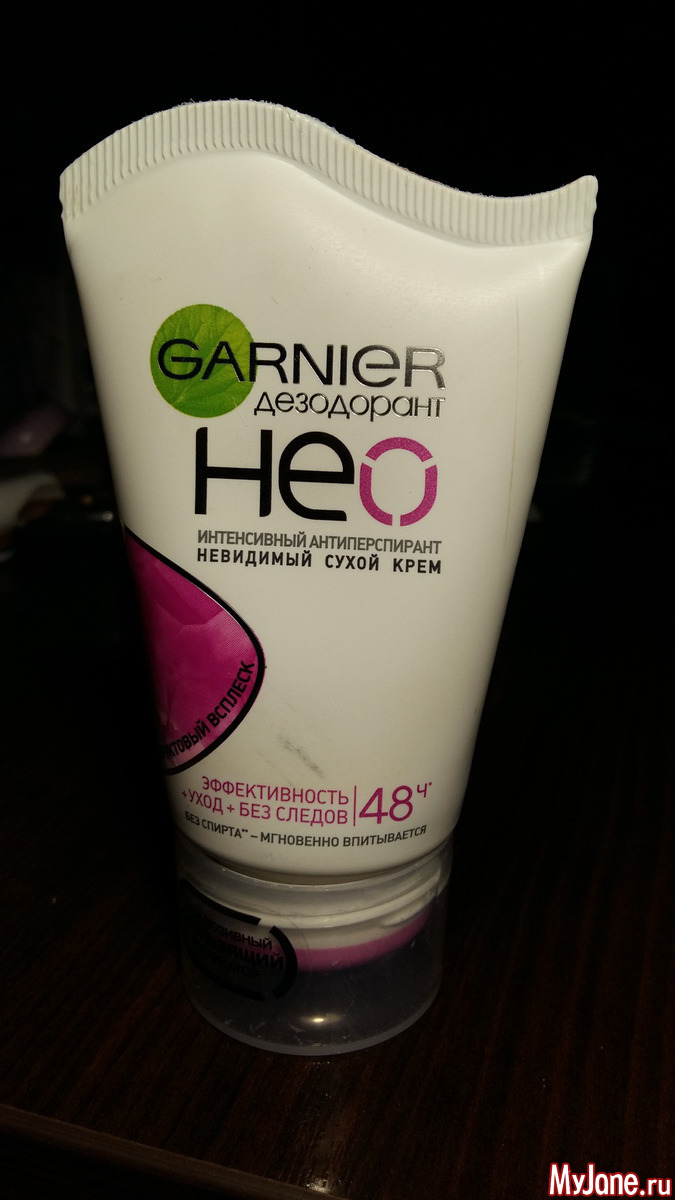 GARNIER
дезодорант
Нео
ИНТЕНСИВНЫЙ АНТИПЕРСПИРАНТ
НЕВИДИМЫЙ СУХОЙ КРЕМ
ВСПЛЕСК
ЭФФЕКТИВНОСТЬ
+УХОД + БЕЗ СЛЕДОВ
48ч*
БЕЗ СПИРТА** – МГНОВЕННО ВПИТЫВАЕТСЯ
MyJane.ru